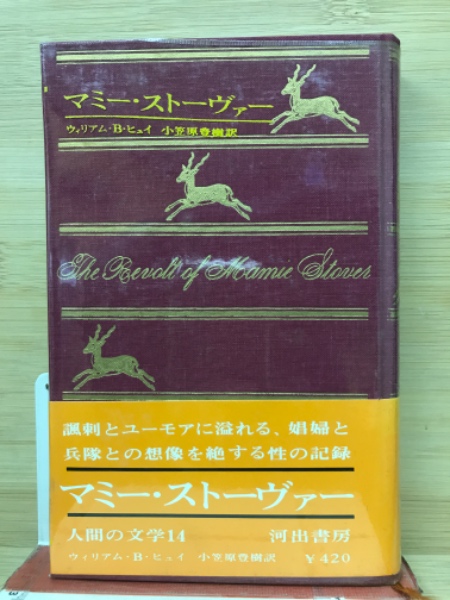 マミー・ストーヴァー
ウィリアム・B・ヒュイ 小笠原豊樹訳
The Revolt of Mamie Stover
諷刺とユーモアに溢れる、娼婦と
兵隊との想像を絶する性の記録
マミー・ストーヴァー
人間の文学14 河出書房
ウィリアム・B・ヒュイ 小笠原豊樹訳 ¥420